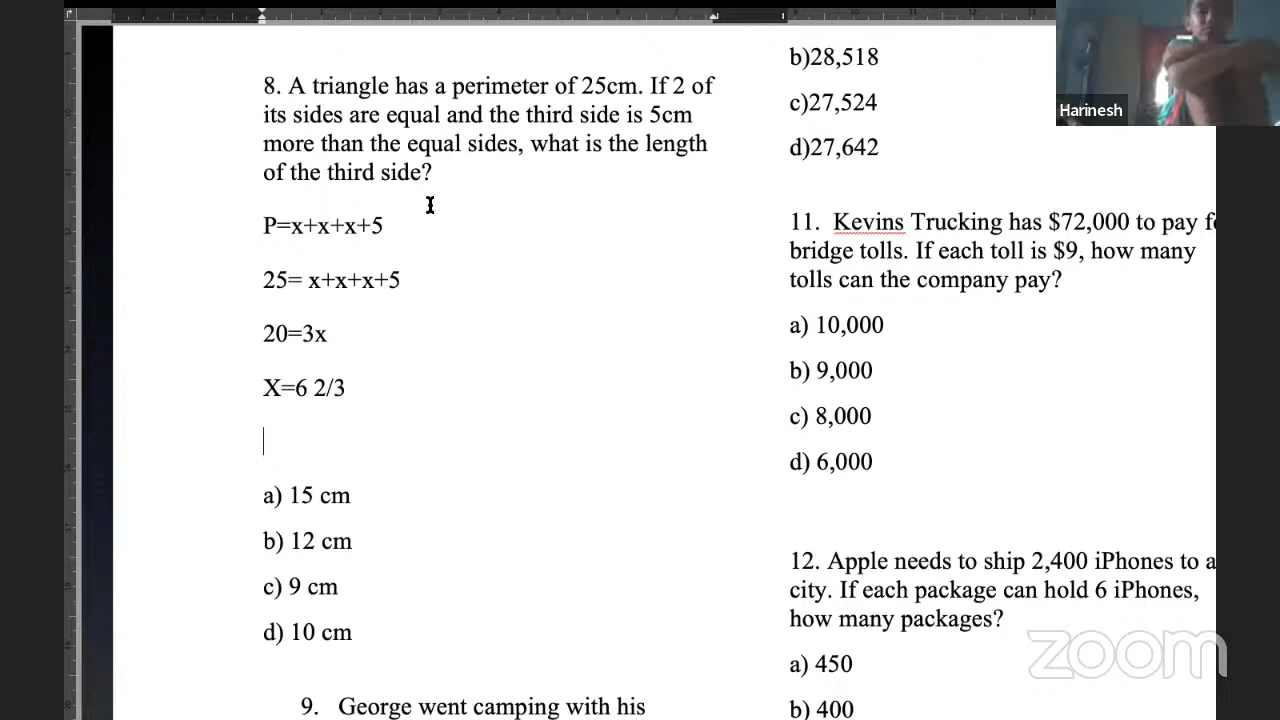 8. A triangle has a perimeter of 25cm. If 2 of
its sides are equal and the third side is 5cm
more than the equal sides, what is the length
of the third side?
P=x+x+x+5
25= x+x+x+5
20=3x
X=6 2/3
a) 15 cm
b) 12 cm
c) 9 cm
d) 10 cm
9. George went camping with his
b)28,518
c)27,524
d)27,642
11. Kevins Trucking has $72,000 to pay f
bridge tolls. If each toll is $9, how many
tolls can the company pay?
a) 10,000
b) 9,000
c) 8,000
d) 6,000
12. Apple needs to ship 2,400 iPhones to a
city. If each package can hold 6 iPhones,
how many packages?
a) 450
b) 400
Harinesh
zoom